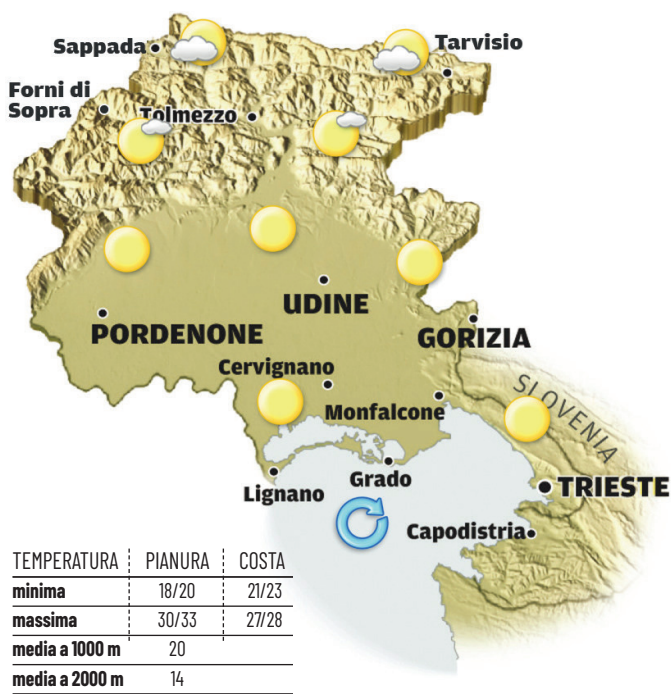 Sappada
Tarvisio
Forni di
Sopra
Tolmezzo
UDINE
PORDENONE
GORIZIA
Cervignano
SLOVENIA
Monfalcone
Lignano
Grado
TRIESTE
Capodistria
TEMPERATURA PIANURA COSTA
minima 18/20 21/23
massima 30/33 27/28
media a 1000 m 20
media a 2000 m 14